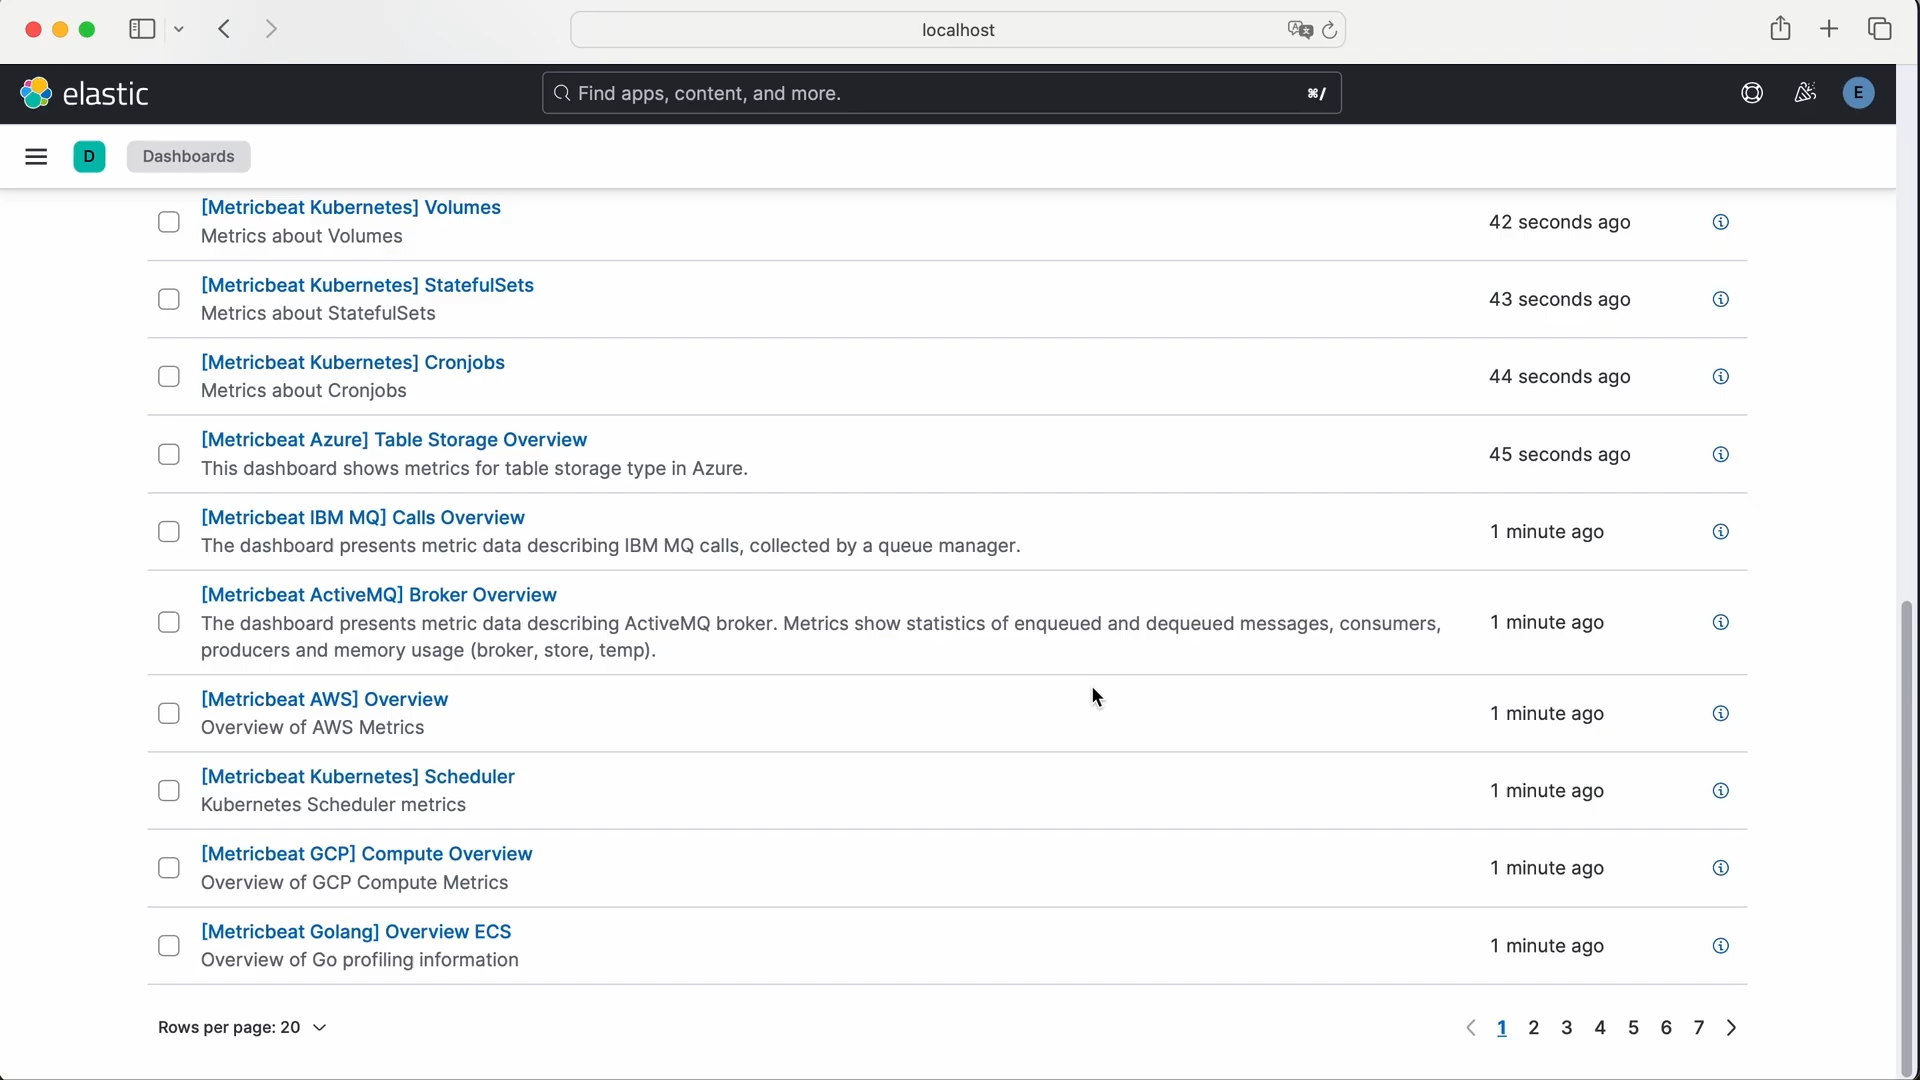 localhost
elastic
Find apps, content, and more.
⌘/
E
D
Dashboards
[Metricbeat Kubernetes] Volumes
Metrics about Volumes
42 seconds ago
[Metricbeat Kubernetes] StatefulSets
Metrics about StatefulSets
43 seconds ago
[Metricbeat Kubernetes] Cronjobs
Metrics about Cronjobs
44 seconds ago
[Metricbeat Azure] Table Storage Overview
This dashboard shows metrics for table storage type in Azure.
45 seconds ago
[Metricbeat IBM MQ] Calls Overview
The dashboard presents metric data describing IBM MQ calls, collected by a queue manager.
1 minute ago
[Metricbeat ActiveMQ] Broker Overview
The dashboard presents metric data describing ActiveMQ broker. Metrics show statistics of enqueued and dequeued messages, consumers,
producers and memory usage (broker, store, temp).
1 minute ago
[Metricbeat AWS] Overview
Overview of AWS Metrics
1 minute ago
[Metricbeat Kubernetes] Scheduler
Kubernetes Scheduler metrics
1 minute ago
[Metricbeat GCP] Compute Overview
Overview of GCP Compute Metrics
1 minute ago
[Metricbeat Golang] Overview ECS
Overview of Go profiling information
1 minute ago
Rows per page: 20
1 2 3 4 5 6 7